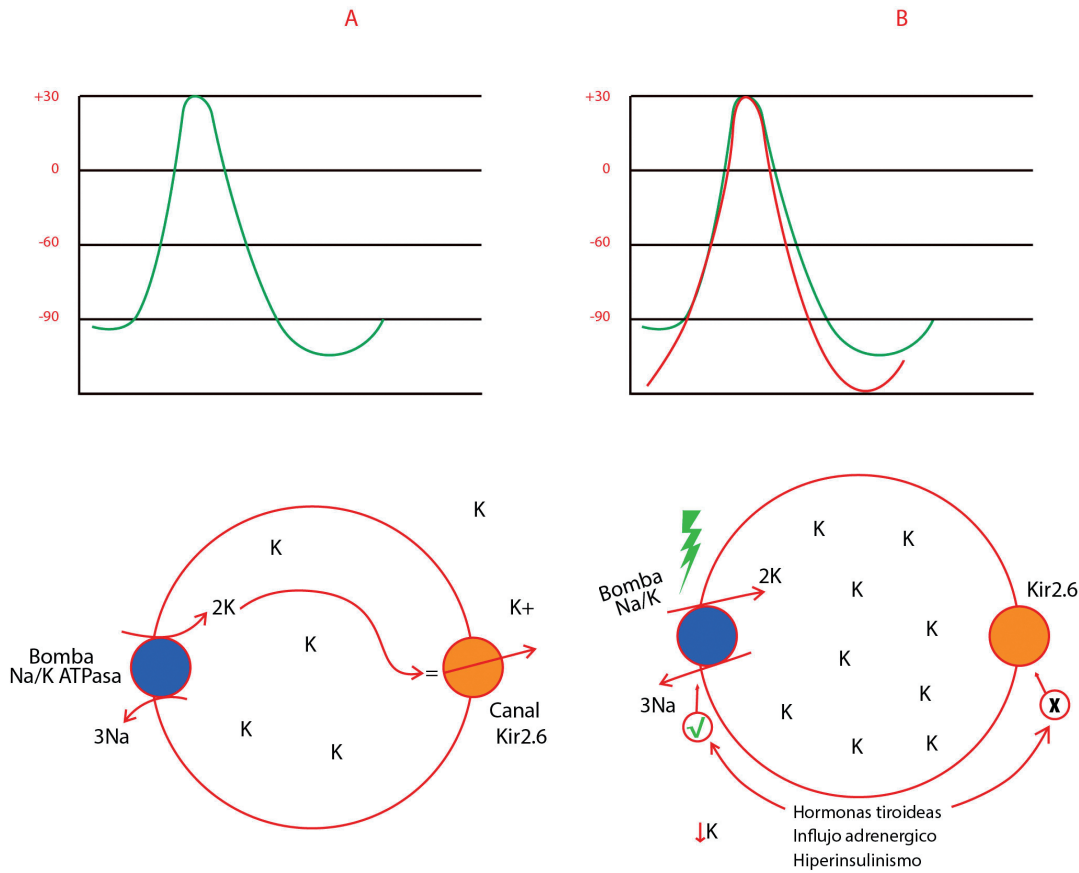 A
+30
0
-60
-90
B
+30
0
-60
-90
K
K
2K
K
K+
=
Bomba
Na/K ATPasa
3Na
K
K
Canal
Kir2.6
K
K
Bomba
Na/K
2K
K
K
Kir2.6
K
3Na
√
K
K
K
K
X
↓K
Hormonas tiroideas
Influjo adrenergico
Hiperinsulinismo